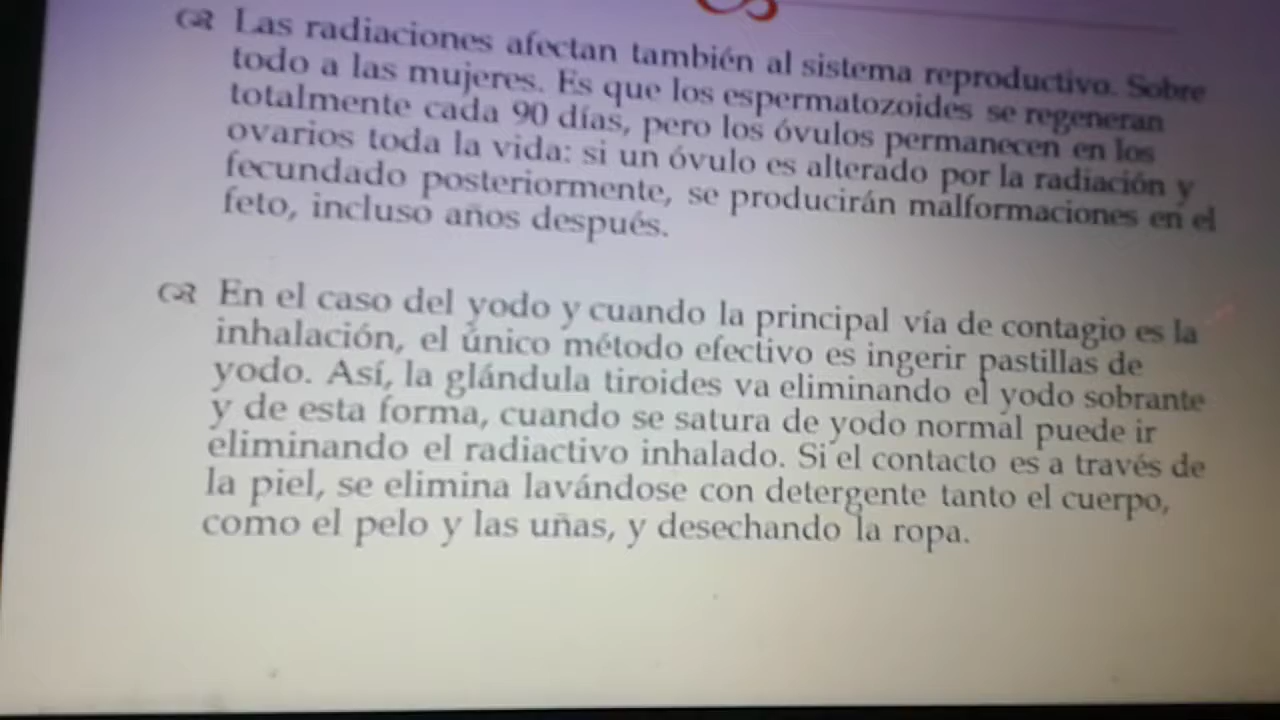 Las radiaciones afectan también al sistema reproductivo. Sobre
todo a las mujeres. Es que los espermatozoides se regeneran
totalmente cada 90 días, pero los óvulos permanecen en los
ovarios toda la vida: si un óvulo es alterado por la radiación y
fecundado posteriormente, se producirán malformaciones en el
feto, incluso años después.
En el caso del yodo y cuando la principal vía de contagio es la
inhalación, el único método efectivo es ingerir pastillas de
yodo. Así, la glándula tiroides va eliminando el yodo sobrante
y de esta forma, cuando se satura de yodo normal puede ir
eliminando el radiactivo inhalado. Si el contacto es a través de
la piel, se elimina lavándose con detergente tanto el cuerpo,
como el pelo y las uñas, y desechando la ropa.